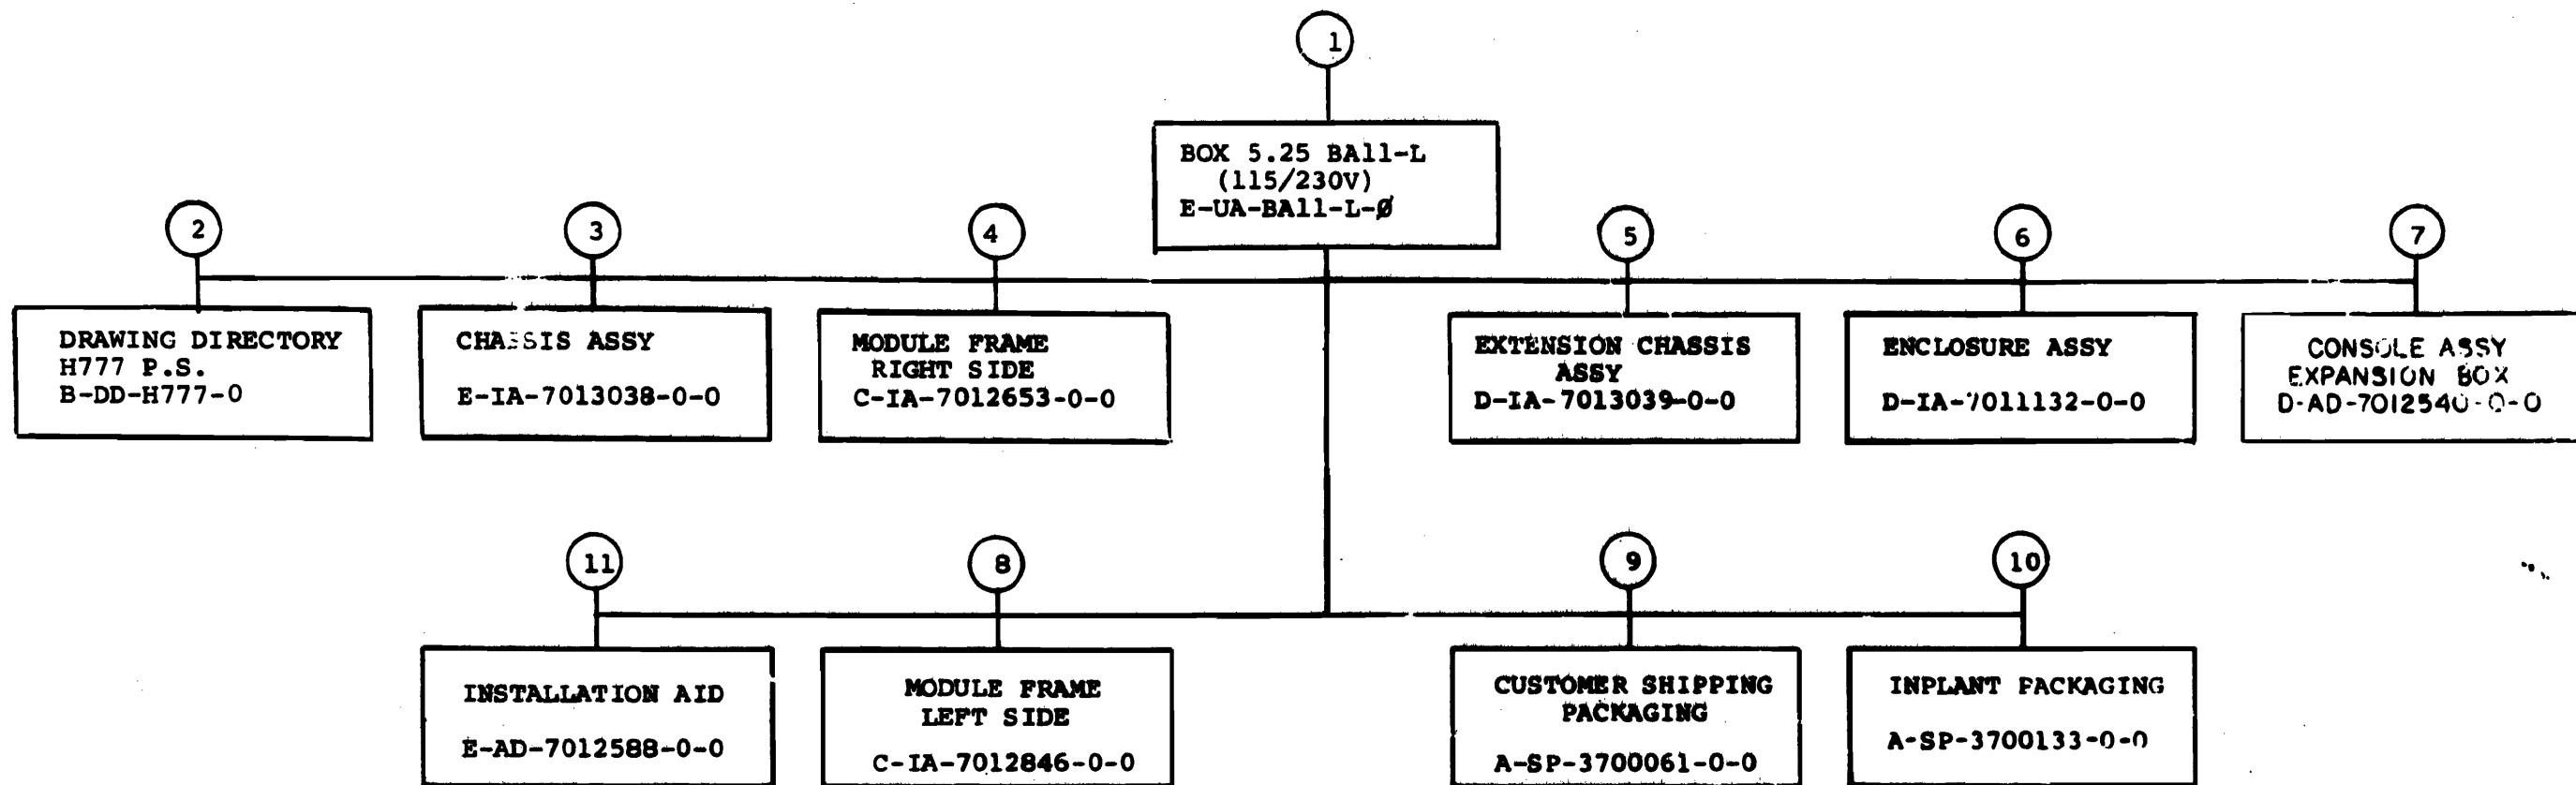 1
BOX 5.25 BA11-L
(115/230V)
E-UA-BA11-L-Ø
2
3
4
5
6
7
DRAWING DIRECTORY
H777 P.S.
B-DD-H777-0
CHASSIS ASSY
E-IA-7013038-0-0
MODULE FRAME
RIGHT SIDE
C-IA-7012653-0-0
EXTENSION CHASSIS
ASSY
D-IA-7013039-0-0
ENCLOSURE ASSY
D-IA-7011132-0-0
CONSOLE ASSY
EXPANSION BOX
D-AD-7012540-0-0
11
8
9
10
INSTALLATION AID
E-AD-7012588-0-0
MODULE FRAME
LEFT SIDE
C-IA-7012846-0-0
CUSTOMER SHIPPING
PACKAGING
A-SP-3700061-0-0
INPLANT PACKAGING
A-SP-3700133-0-0